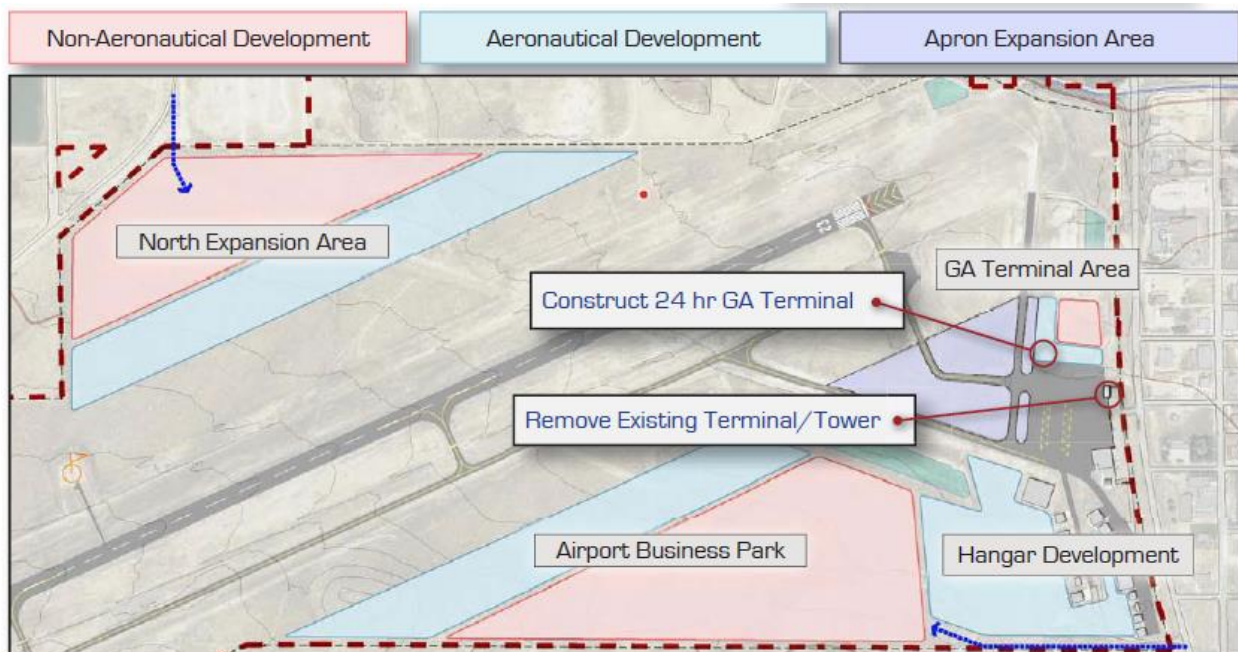 Non-Aeronautical Development
Aeronautical Development
Apron Expansion Area
North Expansion Area
23
GA Terminal Area
Construct 24 hr GA Terminal
Remove Existing Terminal/Tower
Airport Business Park
Hangar Development